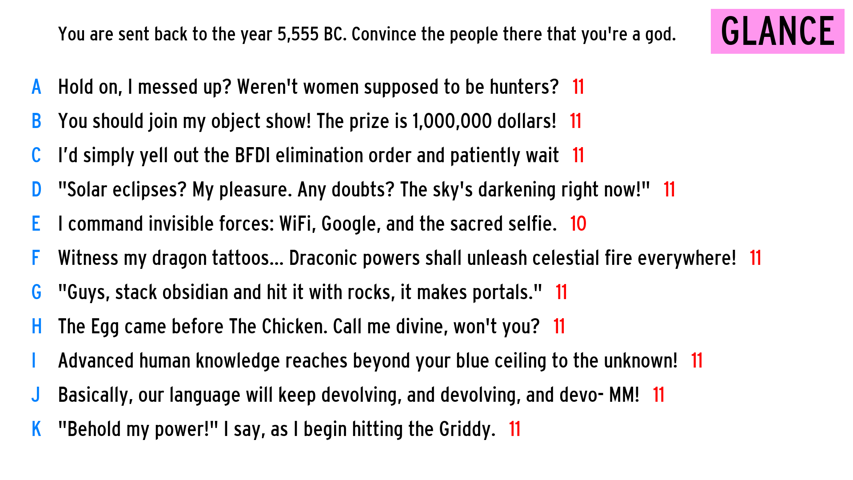 You are sent back to the year 5,555 BC. Convince the people there that you're a god.
GLANCE
A Hold on, I messed up? Weren't women supposed to be hunters? 11
B You should join my object show! The prize is 1,000,000 dollars! 11
C I'd simply yell out the BFDI elimination order and patiently wait 11
D "Solar eclipses? My pleasure. Any doubts? The sky's darkening right now!" 11
E I command invisible forces: WiFi, Google, and the sacred selfie. 10
F Witness my dragon tattoos... Draconic powers shall unleash celestial fire everywhere! 11
G "Guys, stack obsidian and hit it with rocks, it makes portals." 11
H The Egg came before The Chicken. Call me divine, won't you? 11
I Advanced human knowledge reaches beyond your blue ceiling to the unknown! 11
J Basically, our language will keep devolving, and devolving, and devo- MM! 11
K "Behold my power!" I say, as I begin hitting the Griddy. 11